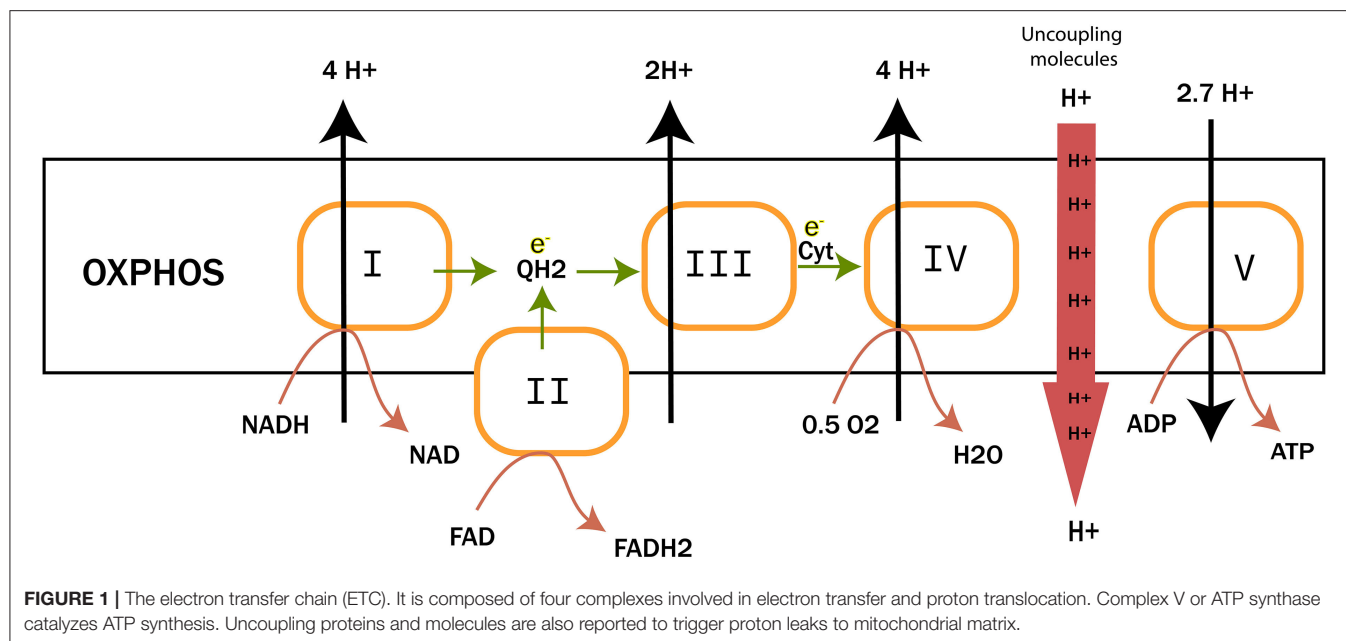 Uncoupling
molecules
4 H+
2H+
4 H+
H+
2.7 H+
H+
H+
H+
H+
H+
H+
H+
OXPHOS
I
e-
QH2
III
e-
Cyt
IV
V
II
NADH
NAD
0.5 O2
H2O
ADP
ATP
FAD
FADH2
H+
FIGURE 1 | The electron transfer chain (ETC). It is composed of four complexes involved in electron transfer and proton translocation. Complex V or ATP synthase
catalyzes ATP synthesis. Uncoupling proteins and molecules are also reported to trigger proton leaks to mitochondrial matrix.